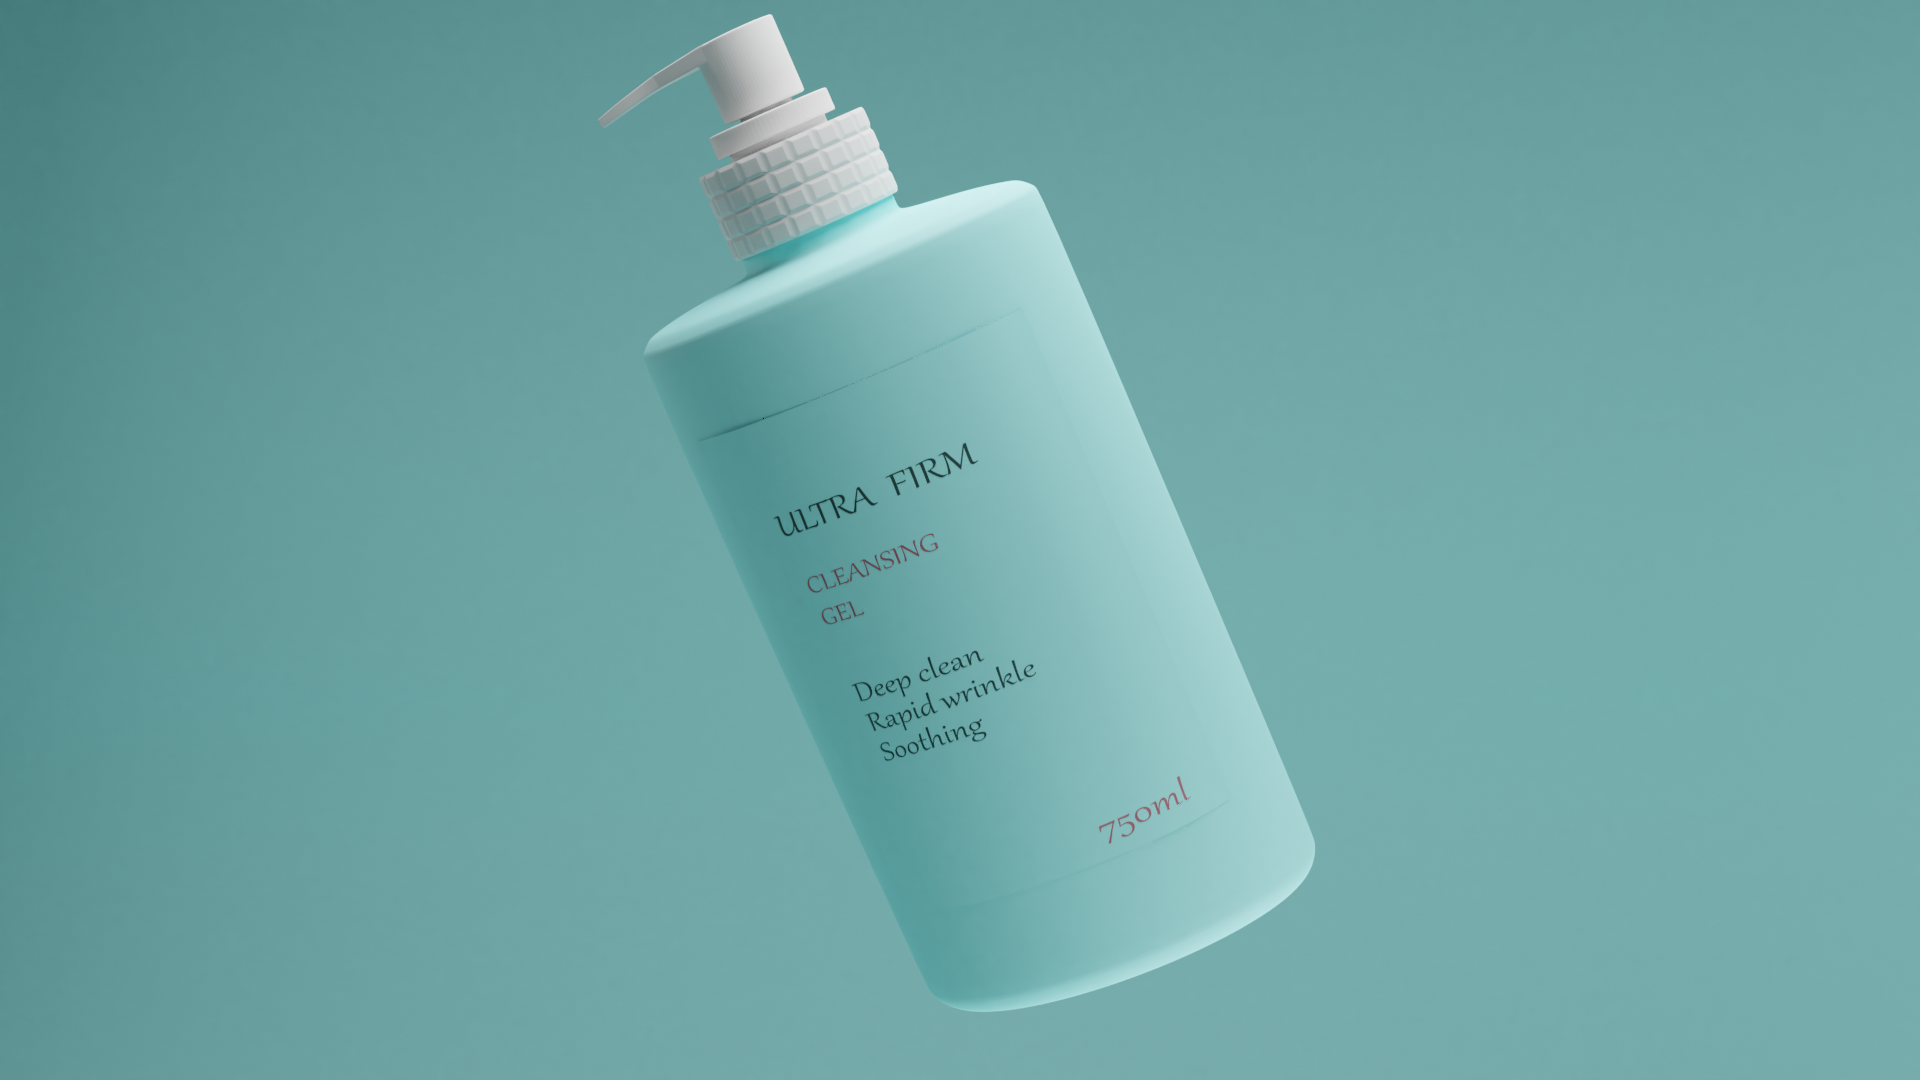 ULTRA FIRM
CLEANSING
GEL
Deep clean
Rapid wrinkle
Soothing
750ml